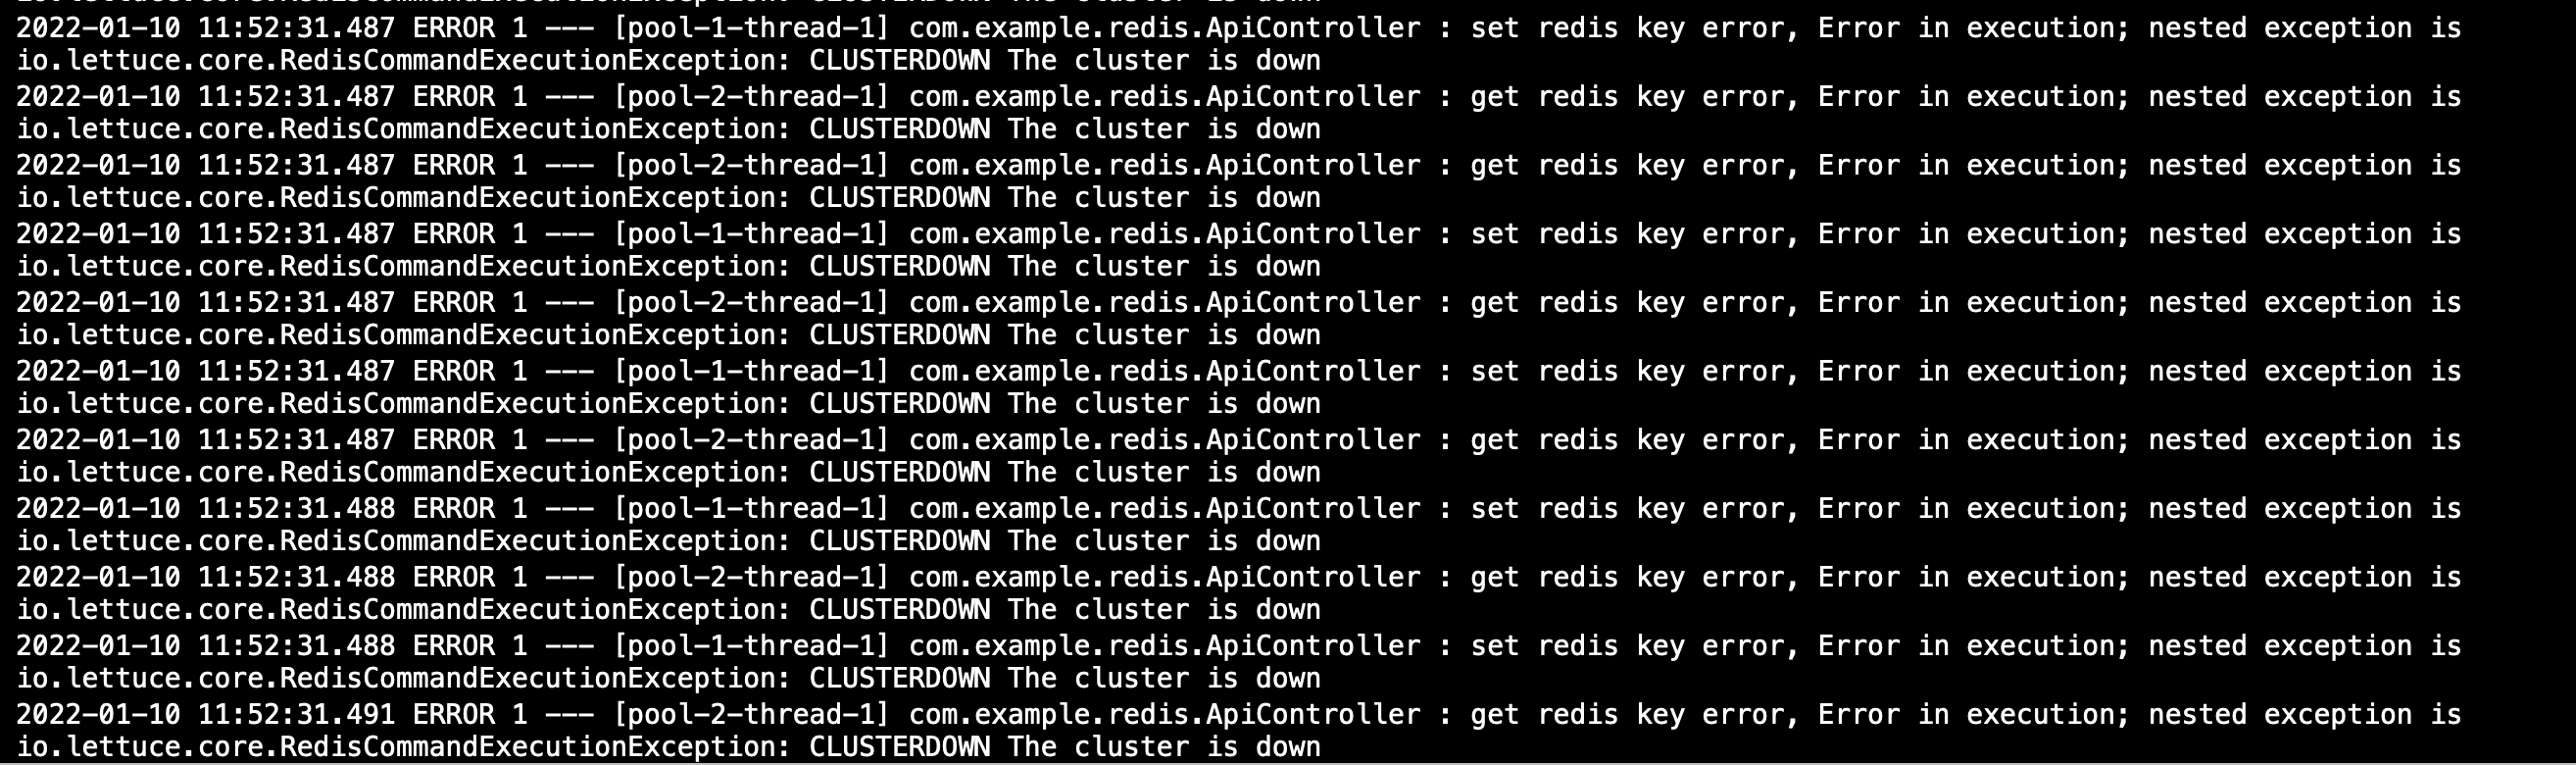 io.lettuce.core.RedisCommandExecutionException: CLUSTERDOWN The cluster is down
2022-01-10 11:52:31.487 ERROR 1 --- [pool-1-thread-1] com.example.redis.ApiController : set redis key error, Error in execution; nested exception is
io.lettuce.core.RedisCommandExecutionException: CLUSTERDOWN The cluster is down
2022-01-10 11:52:31.487 ERROR 1 --- [pool-2-thread-1] com.example.redis.ApiController : get redis key error, Error in execution; nested exception is
io.lettuce.core.RedisCommandExecutionException: CLUSTERDOWN The cluster is down
2022-01-10 11:52:31.487 ERROR 1 --- [pool-2-thread-1] com.example.redis.ApiController : get redis key error, Error in execution; nested exception is
io.lettuce.core.RedisCommandExecutionException: CLUSTERDOWN The cluster is down
2022-01-10 11:52:31.487 ERROR 1 --- [pool-1-thread-1] com.example.redis.ApiController : set redis key error, Error in execution; nested exception is
io.lettuce.core.RedisCommandExecutionException: CLUSTERDOWN The cluster is down
2022-01-10 11:52:31.487 ERROR 1 --- [pool-2-thread-1] com.example.redis.ApiController : get redis key error, Error in execution; nested exception is
io.lettuce.core.RedisCommandExecutionException: CLUSTERDOWN The cluster is down
2022-01-10 11:52:31.487 ERROR 1 --- [pool-1-thread-1] com.example.redis.ApiController : set redis key error, Error in execution; nested exception is
io.lettuce.core.RedisCommandExecutionException: CLUSTERDOWN The cluster is down
2022-01-10 11:52:31.487 ERROR 1 --- [pool-2-thread-1] com.example.redis.ApiController : get redis key error, Error in execution; nested exception is
io.lettuce.core.RedisCommandExecutionException: CLUSTERDOWN The cluster is down
2022-01-10 11:52:31.488 ERROR 1 --- [pool-1-thread-1] com.example.redis.ApiController : set redis key error, Error in execution; nested exception is
io.lettuce.core.RedisCommandExecutionException: CLUSTERDOWN The cluster is down
2022-01-10 11:52:31.488 ERROR 1 --- [pool-2-thread-1] com.example.redis.ApiController : get redis key error, Error in execution; nested exception is
io.lettuce.core.RedisCommandExecutionException: CLUSTERDOWN The cluster is down
2022-01-10 11:52:31.488 ERROR 1 --- [pool-1-thread-1] com.example.redis.ApiController : set redis key error, Error in execution; nested exception is
io.lettuce.core.RedisCommandExecutionException: CLUSTERDOWN The cluster is down
2022-01-10 11:52:31.491 ERROR 1 --- [pool-2-thread-1] com.example.redis.ApiController : get redis key error, Error in execution; nested exception is
io.lettuce.core.RedisCommandExecutionException: CLUSTERDOWN The cluster is down